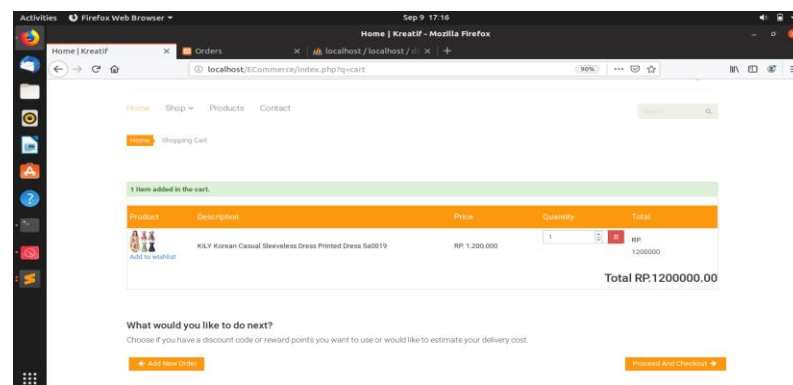 Activities Firefox Web Browser Sep 9 17:16
Home | Kreatif - Mozilla Firefox
Home | Kreatif Orders localhost / localhost /
localhost/ECommerce/index.php?q=cart 90%
Home Shop Products Contact Search
Home Shopping Cart
1 Item added in the cart.
Product Description Price Quantity Total
KILY Korean Casual Sleeveless Dress Printed Dress Sa0019 RP. 1.200.000 1 RP.
1200000
Add to wishlist
Total RP.1200000.00
What would you like to do next?
Choose if you have a discount code or reward points you want to use or would like to estimate your delivery cost.
Add New Order Proceed And Checkout